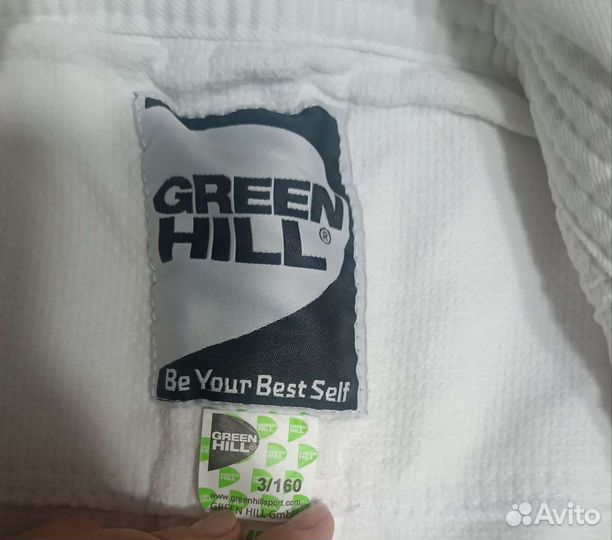 GREEN
HILL®
Be Your Best Self
GREEN
HILL®
3/160
www.greenhillsport.com
GREEN HILL GmbH
Avito